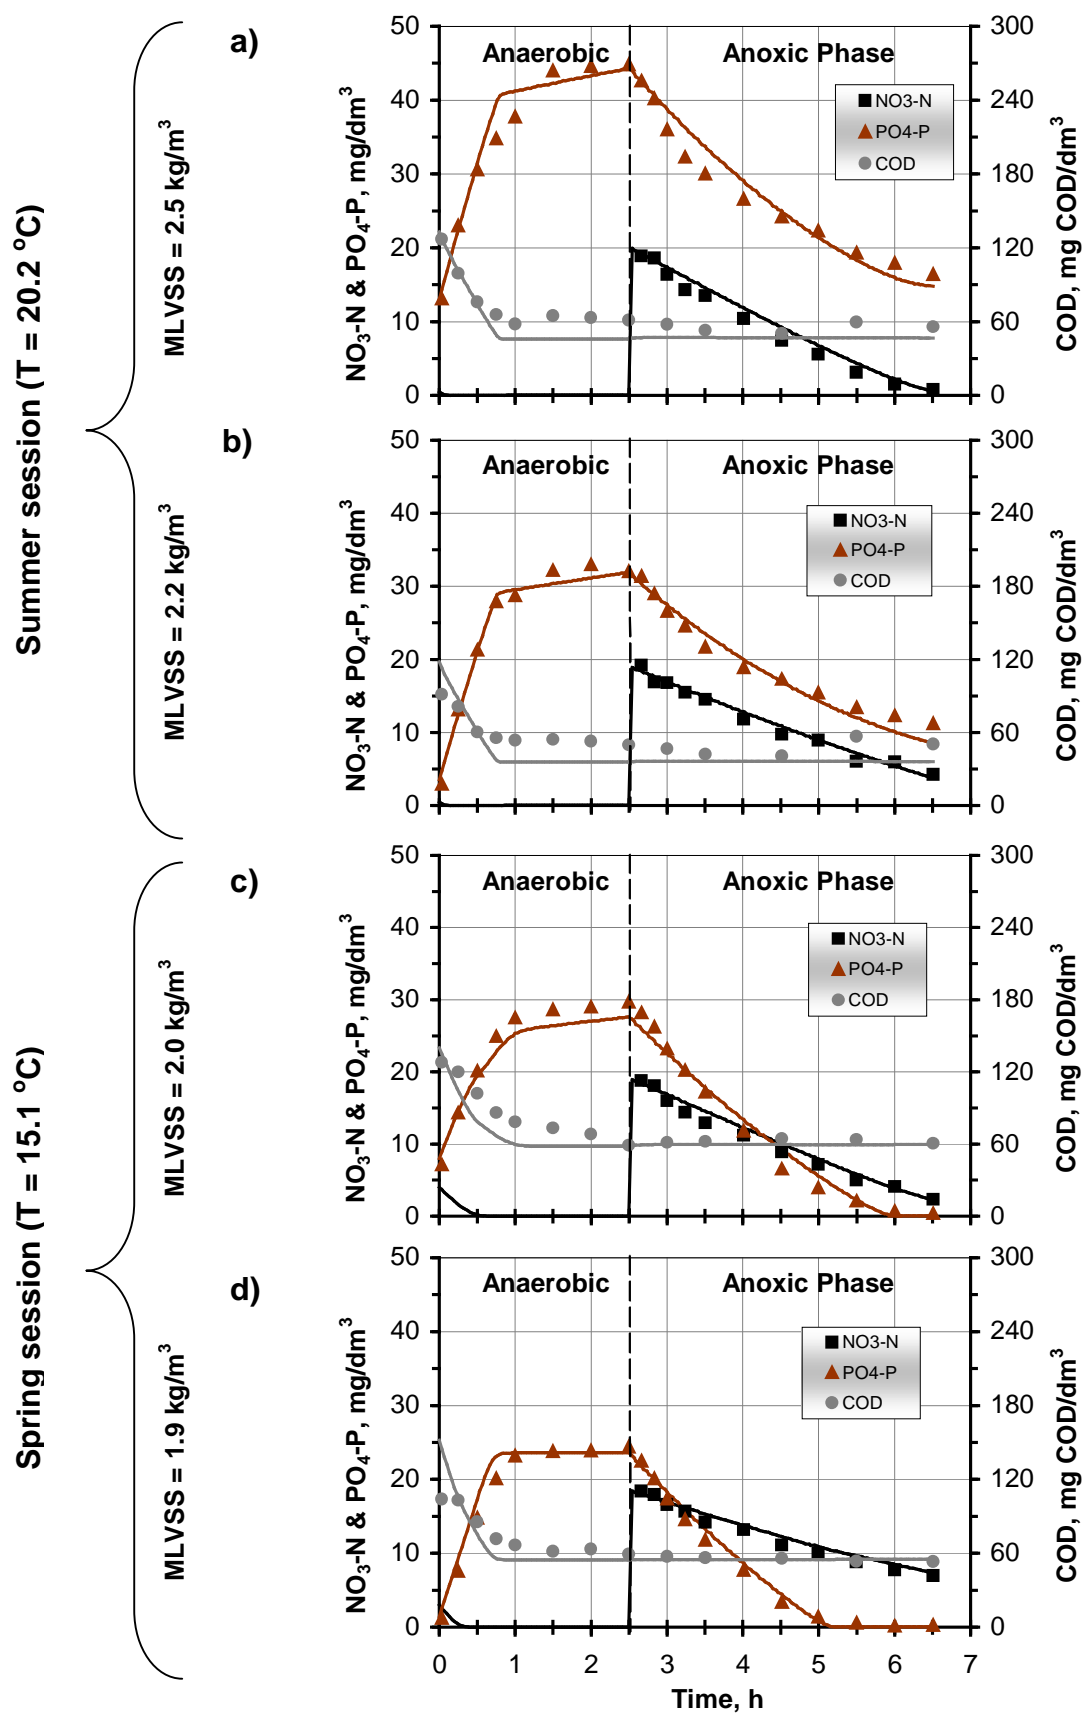 Summer session (T = 20.2 °C)
a)
MLVSS = 2.5 kg/m³
NO₃-N & PO₄-P, mg/dm³
50
40
30
20
10
0
Anaerobic
Anoxic Phase
NO3-N
PO4-P
COD
300
240
180
120
60
0
COD, mg COD/dm³
b)
MLVSS = 2.2 kg/m³
NO₃-N & PO₄-P, mg/dm³
50
40
30
20
10
0
Anaerobic
Anoxic Phase
NO3-N
PO4-P
COD
300
240
180
120
60
0
COD, mg COD/dm³
Spring session (T = 15.1 °C)
c)
MLVSS = 2.0 kg/m³
NO₃-N & PO₄-P, mg/dm³
50
40
30
20
10
0
Anaerobic
Anoxic Phase
NO3-N
PO4-P
COD
300
240
180
120
60
0
COD, mg COD/dm³
d)
MLVSS = 1.9 kg/m³
NO₃-N & PO₄-P, mg/dm³
50
40
30
20
10
0
Anaerobic
Anoxic Phase
NO3-N
PO4-P
COD
300
240
180
120
60
0
COD, mg COD/dm³
0 1 2 3 4 5 6 7
Time, h